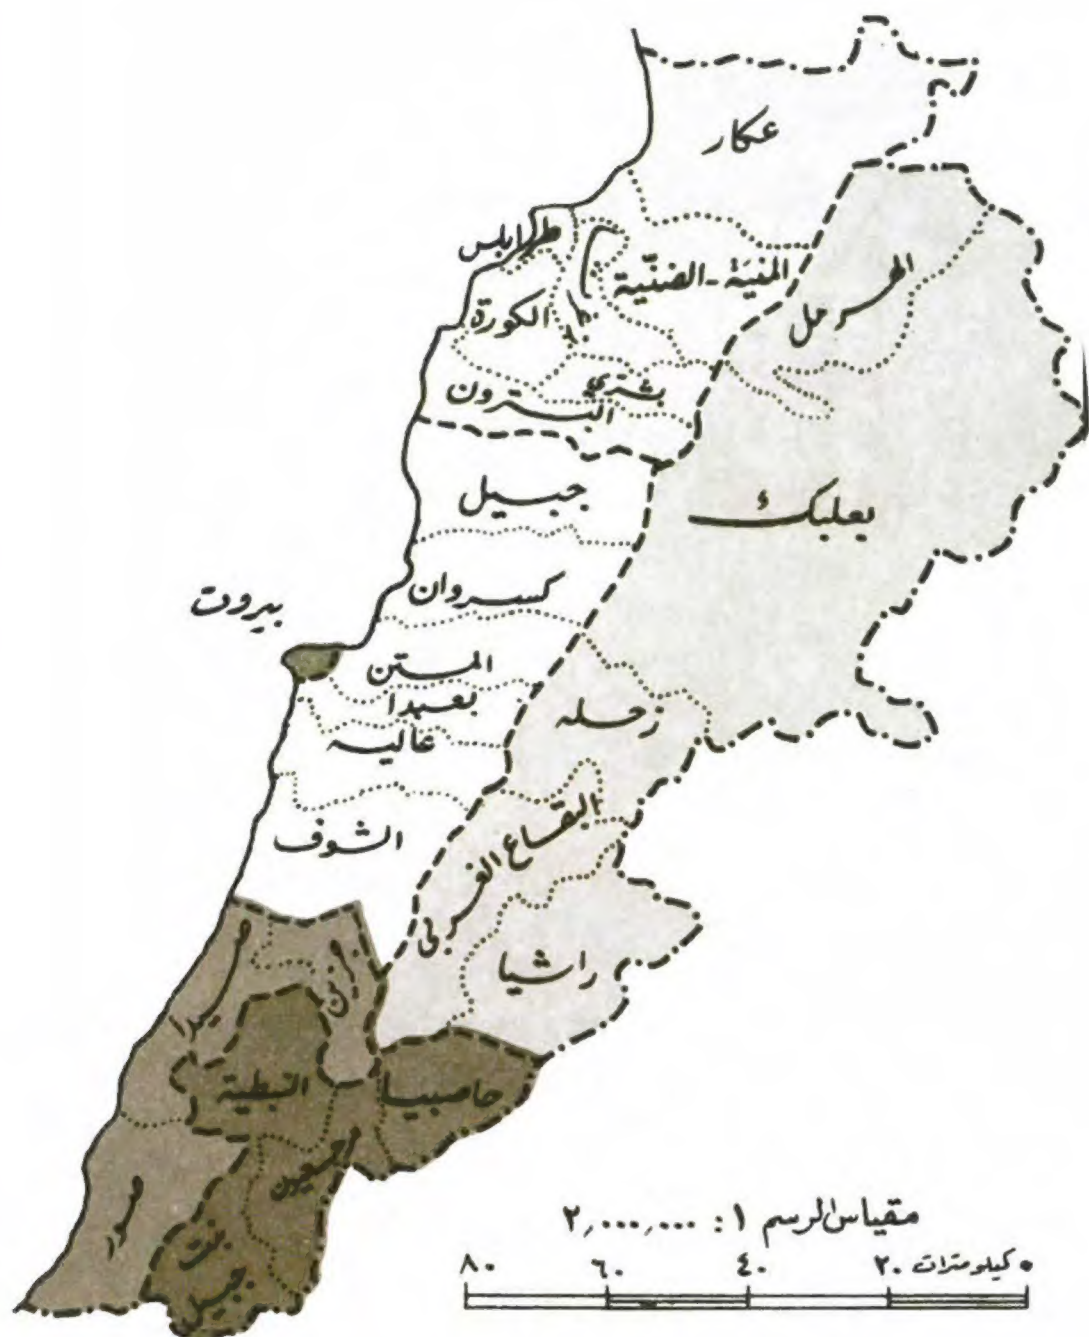 عكار
طرابلس
المنية - الضنّية
الهرمل
الكورة
بشري
البترون
جبيل
بعلبك
كسروان
بيروت
المتن
بعبدا
عاليه
زحله
الشوف
البقاع الغربي
راشيا
صيدا
جزين
النبطية
حاصبيا
مرجعيون
صور
بنت
جبيل
مقياس الرسم ١ : ٢,٠٠٠,٠٠٠
٠ كيلومترات ٢٠ ٤٠ ٦٠ ٨٠